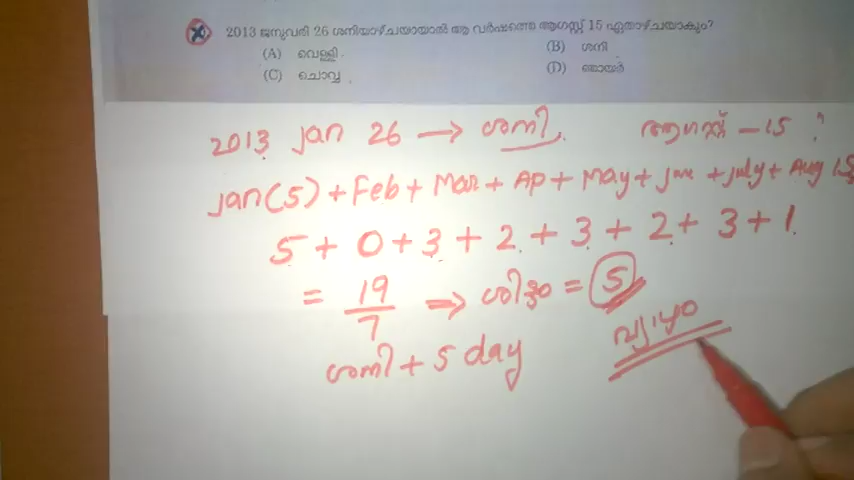 2013 ജനുവരി 26 ശനിയാഴ്ചയായാൽ ആ വർഷത്തെ ആഗസ്റ്റ് 15 ഏതാഴ്ചയാകും?
(A) വെള്ളി (B) ശനി
(C) ചൊവ്വ (D) ഞായർ
2013 Jan 26 → ശനി. ആഗസ്റ്റ് - 15 ?
Jan(5) + Feb + Mar + AP + May + June + July + Aug 15
5 + 0 + 3 + 2 + 3 + 2 + 3 + 1
= 19/7 → ശിഷ്ടം = 5
ശനി + 5 day വ്യാഴം